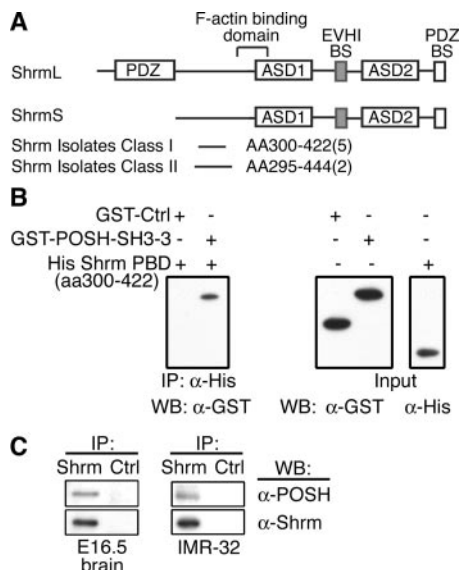 A
F-actin binding
domain
EVHI
BS
PDZ
BS
ShrmL
PDZ
ASD1
ASD2
ShrmS
ASD1
ASD2
Shrm Isolates Class I
AA300-422(5)
Shrm Isolates Class II
AA295-444(2)
B
GST-Ctrl + - + - -
GST-POSH-SH3-3 - + - + -
His Shrm PBD + + - - +
(aa300-422)
IP: α-His
Input
WB: α-GST
WB: α-GST
α-His
C
IP:
IP:
Shrm Ctrl
Shrm Ctrl
WB:
α-POSH
α-Shrm
E16.5
brain
IMR-32